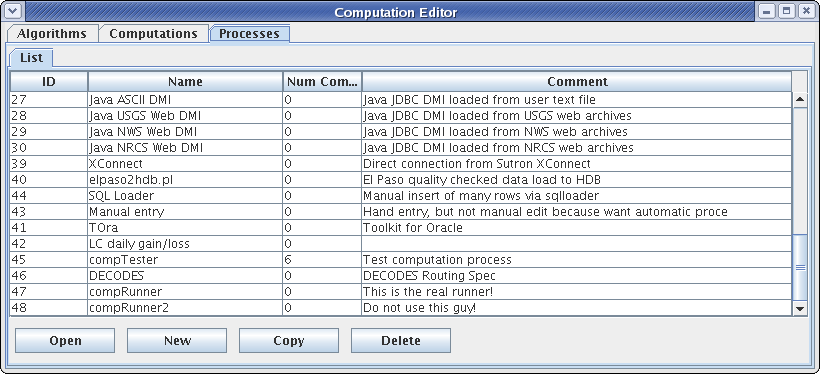 Computation Editor
Algorithms Computations Processes
List
ID Name Num Com... Comment
27 Java ASCII DMI 0 Java JDBC DMI loaded from user text file
28 Java USGS Web DMI 0 Java JDBC DMI loaded from USGS web archives
29 Java NWS Web DMI 0 Java JDBC DMI loaded from NWS web archives
30 Java NRCS Web DMI 0 Java JDBC DMI loaded from NRCS web archives
39 XConnect 0 Direct connection from Sutron XConnect
40 elpaso2hdb.pl 0 El Paso quality checked data load to HDB
44 SQL Loader 0 Manual insert of many rows via sqlloader
43 Manual entry 0 Hand entry, but not manual edit because want automatic proce
41 TOra 0 Toolkit for Oracle
42 LC daily gain/loss 0
45 compTester 6 Test computation process
46 DECODES 0 DECODES Routing Spec
47 compRunner 0 This is the real runner!
48 compRunner2 0 Do not use this guy!
Open New Copy Delete